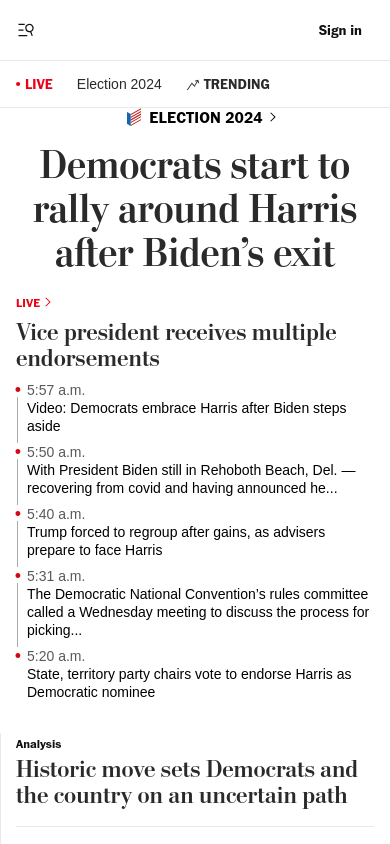 Sign in
LIVE Election 2024 TRENDING
ELECTION 2024
Democrats start to
rally around Harris
after Biden’s exit
LIVE
Vice president receives multiple
endorsements
5:57 a.m.
Video: Democrats embrace Harris after Biden steps
aside
5:50 a.m.
With President Biden still in Rehoboth Beach, Del. —
recovering from covid and having announced he...
5:40 a.m.
Trump forced to regroup after gains, as advisers
prepare to face Harris
5:31 a.m.
The Democratic National Convention’s rules committee
called a Wednesday meeting to discuss the process for
picking...
5:20 a.m.
State, territory party chairs vote to endorse Harris as
Democratic nominee
Analysis
Historic move sets Democrats and
the country on an uncertain path